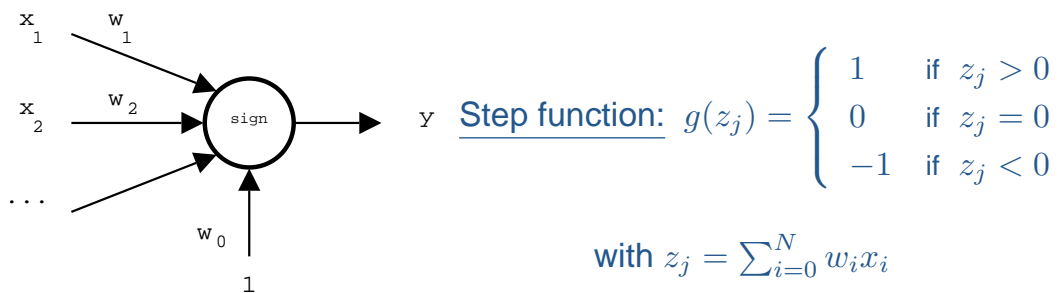 x₁ w₁
x₂ w₂
sign
y
...
w₀
1
Step function: g(z_j) = { 1 if z_j > 0
0 if z_j = 0
−1 if z_j < 0
with z_j = ∑_{i=0}^{N} w_i x_i